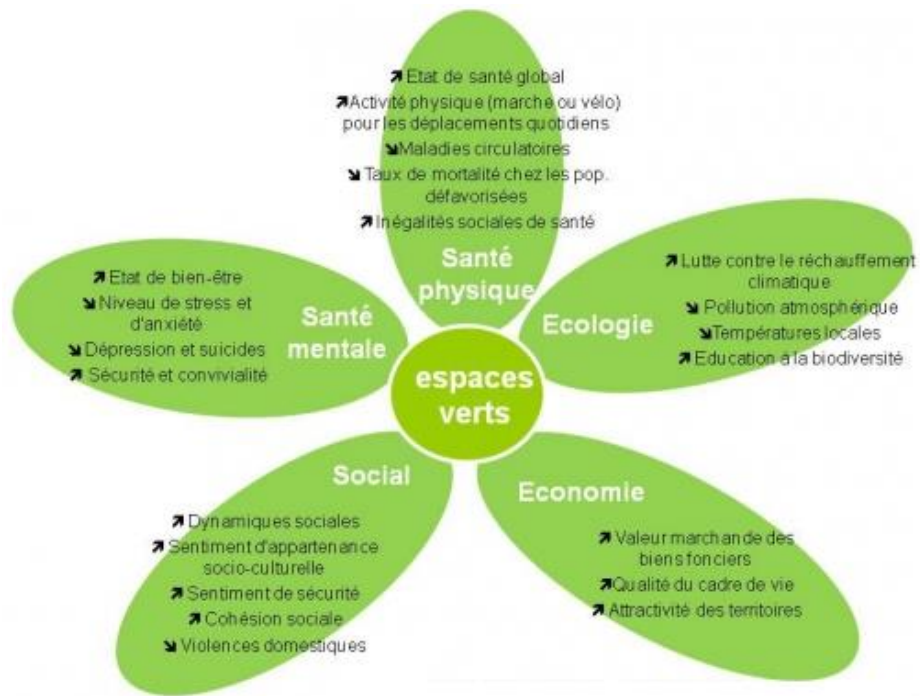 ↗ Etat de santé global
↗Activité physique (marche ou vélo)
pour les déplacements quotidiens
↘Maladies circulatoires
↘ Taux de mortalité chez les pop.
défavorisées
↗ Inégalités sociales de santé
Santé
physique
↗ Etat de bien-être
↘ Niveau de stress et
d'anxiété
↘ Dépression et suicides
↗ Sécurité et convivialité
Santé
mentale
↗ Lutte contre le réchauffement
climatique
↘ Pollution atmosphérique
↘Températures locales
↗ Education à la biodiversité
Ecologie
espaces
verts
Social
↗ Dynamiques sociales
↗ Sentiment d'appartenance
socio-culturelle
↗ Sentiment de sécurité
↗ Cohésion sociale
↘ Violences domestiques
Economie
↗ Valeur marchande des
biens fonciers
↗Qualité du cadre de vie
↗ Attractivité des territoires